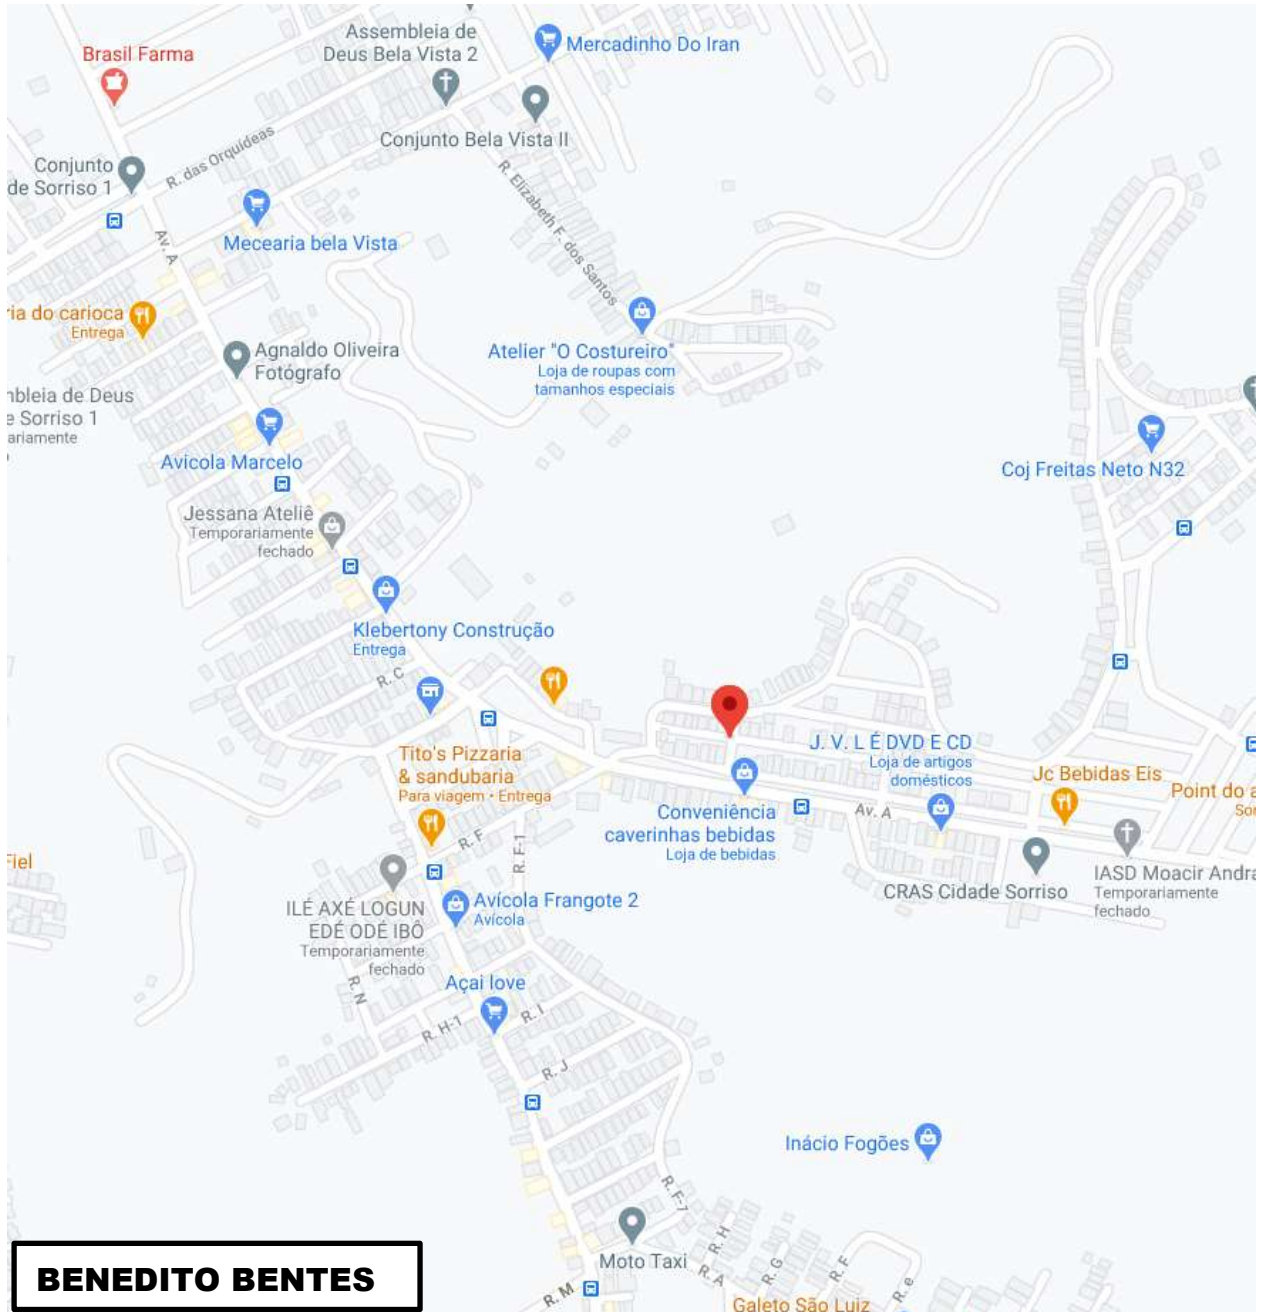 Assembleia de
Deus Bela Vista 2
Mercadinho Do Iran
Brasil Farma
Conjunto Bela Vista II
Conjunto
de Sorriso 1
R. das Orquídeas
R. Elizabeth F. dos Santos
Av. A
Mecearia bela Vista
ria do carioca
Entrega
Agnaldo Oliveira
Fotógrafo
Atelier "O Costureiro"
Loja de roupas com
tamanhos especiais
nbleia de Deus
e Sorriso 1
ariamente
Avicola Marcelo
Coj Freitas Neto N32
Jessana Ateliê
Temporariamente
fechado
Klebertony Construção
Entrega
R. C
Tito's Pizzaria
& sandubaria
Para viagem • Entrega
J. V. L É DVD E CD
Loja de artigos
domésticos
Jc Bebidas Eis
Point do a
Sor
Conveniência
caverinhas bebidas
Loja de bebidas
Av. A
R. F
R. F-1
Fiel
CRAS Cidade Sorriso
IASD Moacir Andra
Temporariamente
fechado
ILÉ AXÉ LOGUN
EDÉ ODÉ IBÔ
Temporariamente
fechado
Avícola Frangote 2
Avícola
Açai love
R. N
R. H-1
R. I
R. J
Inácio Fogões
R. F-7
Moto Taxi
R. H
R. A
R. G
R. F
R. e
R. M
Galeto São Luiz
BENEDITO BENTES